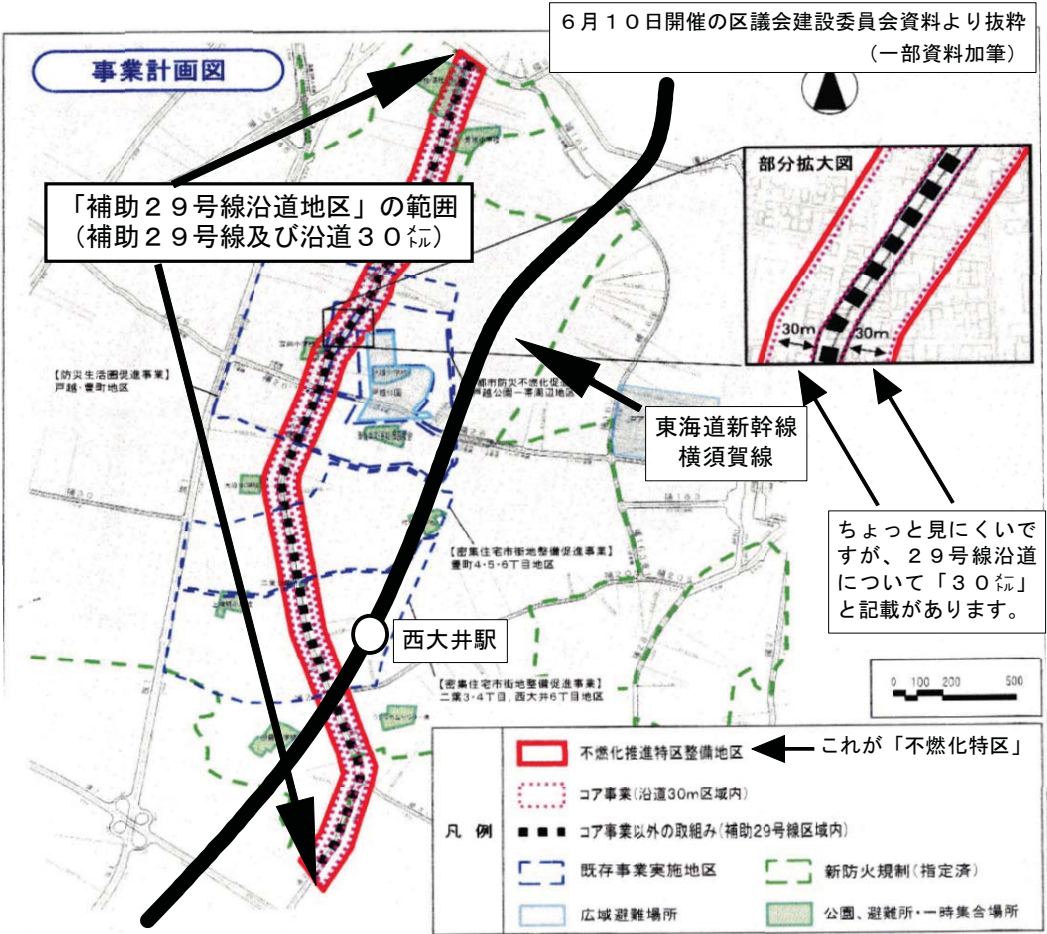 6月10日開催の区議会建設委員会資料より抜粋
(一部資料加筆)
事業計画図
部分拡大図
30m
30m
「補助29号線沿道地区」の範囲
(補助29号線及び沿道30㍍)
【防災生活圏促進事業】
戸越・豊町地区
東海道新幹線
横須賀線
ちょっと見にくいで
すが、29号線沿道
について「30㍍」
と記載があります。
【密集住宅市街地整備促進事業】
豊町4・5・6丁目地区
西大井駅
【密集住宅市街地整備促進事業】
二葉3・4丁目、西大井6丁目地区
0 100 200 500
凡例
不燃化推進特区整備地区
これが「不燃化特区」
コア事業(沿道30m区域内)
コア事業以外の取組み(補助29号線区域内)
既存事業実施地区
新防火規制(指定済)
広域避難場所
公園、避難所・一時集合場所